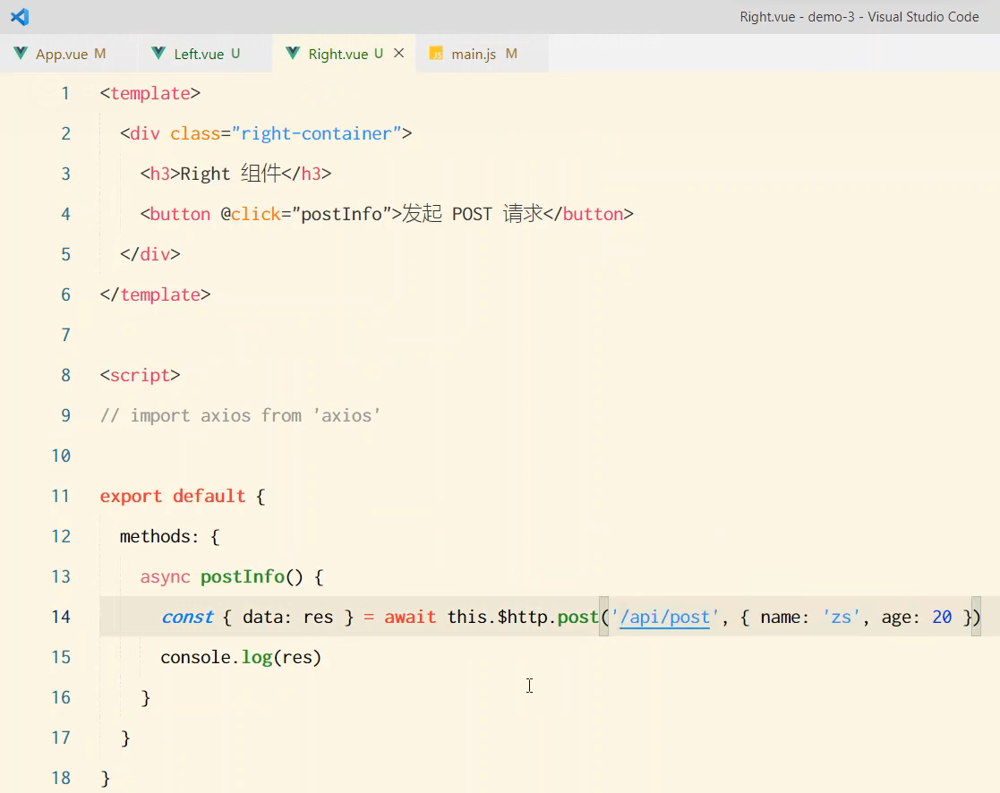 Right.vue - demo-3 - Visual Studio Code
App.vue M Left.vue U Right.vue U JS main.js M
1 <template>
2 <div class="right-container">
3 <h3>Right 组件</h3>
4 <button @click="postInfo">发起 POST 请求</button>
5 </div>
6 </template>
7
8 <script>
9 // import axios from 'axios'
10
11 export default {
12 methods: {
13 async postInfo() {
14 const { data: res } = await this.$http.post('/api/post', { name: 'zs', age: 20 })
15 console.log(res)
16 }
17 }
18 }